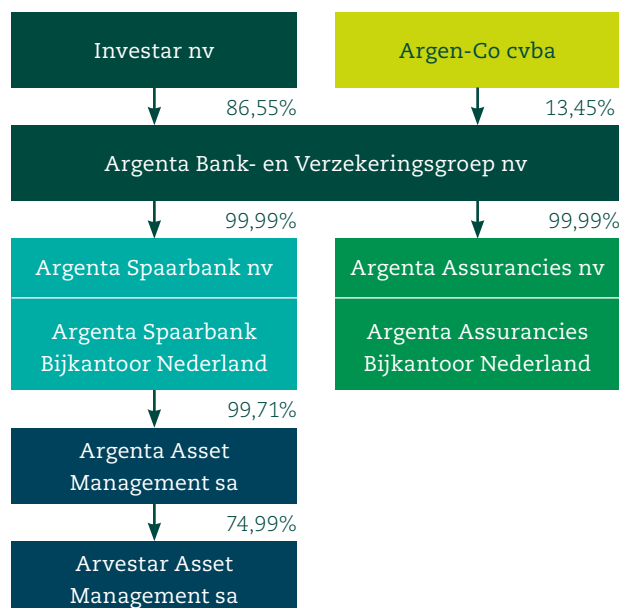 Investar nv
Argen-Co cvba
86,55%
13,45%
Argenta Bank- en Verzekeringsgroep nv
99,99%
99,99%
Argenta Spaarbank nv
Argenta Assurancies nv
Argenta Spaarbank
Bijkantoor Nederland
Argenta Assurancies
Bijkantoor Nederland
99,71%
Argenta Asset
Management sa
74,99%
Arvestar Asset
Management sa